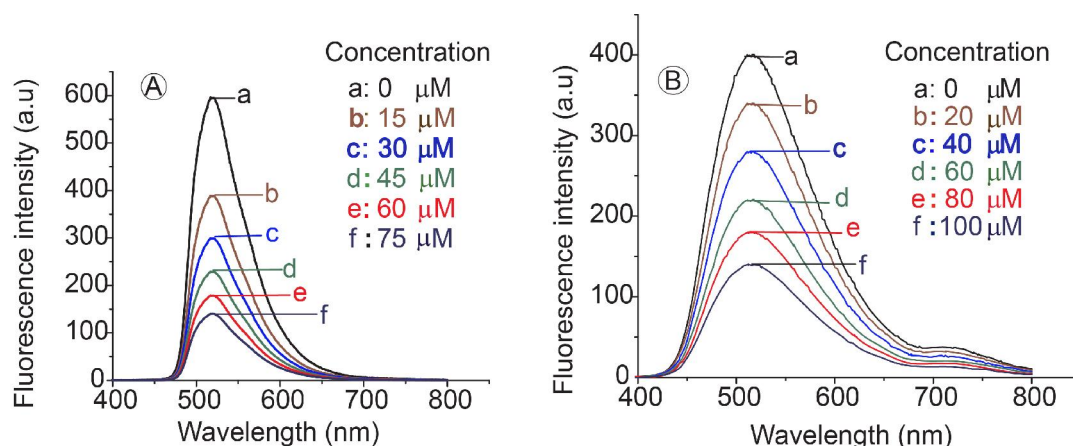 A
Concentration
a: 0 μM
b: 15 μM
c: 30 μM
d: 45 μM
e: 60 μM
f: 75 μM
a
b
c
d
e
f
600
500
400
300
200
100
0
400 500 600 700 800
Fluorescence intensity (a.u)
Wavelength (nm)
B
Concentration
a: 0 μM
b: 20 μM
c: 40 μM
d: 60 μM
e: 80 μM
f :100 μM
a
b
c
d
e
f
400
300
200
100
0
400 500 600 700 800
Fluorescence intensity (a.u)
Wavelength (nm)